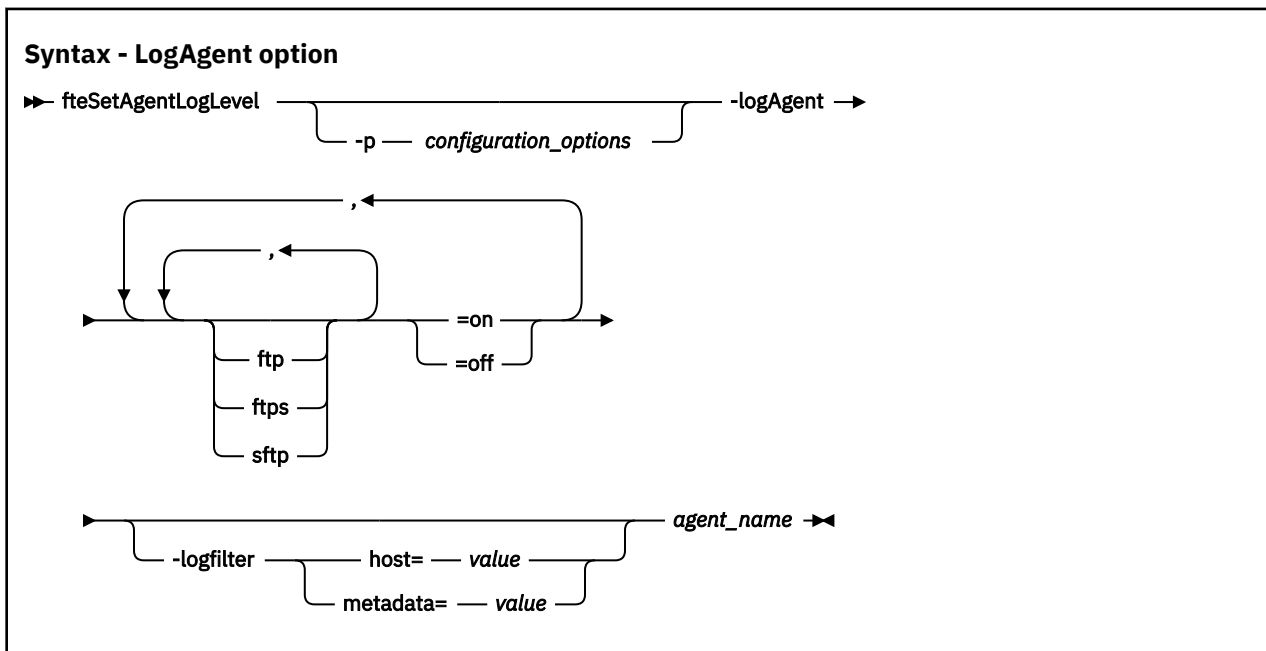 Syntax - LogAgent option
fteSetAgentLogLevel -logAgent
-p configuration_options
,
,
=on
ftp =off
ftps
sftp
agent_name
-logfilter host= value
metadata= value